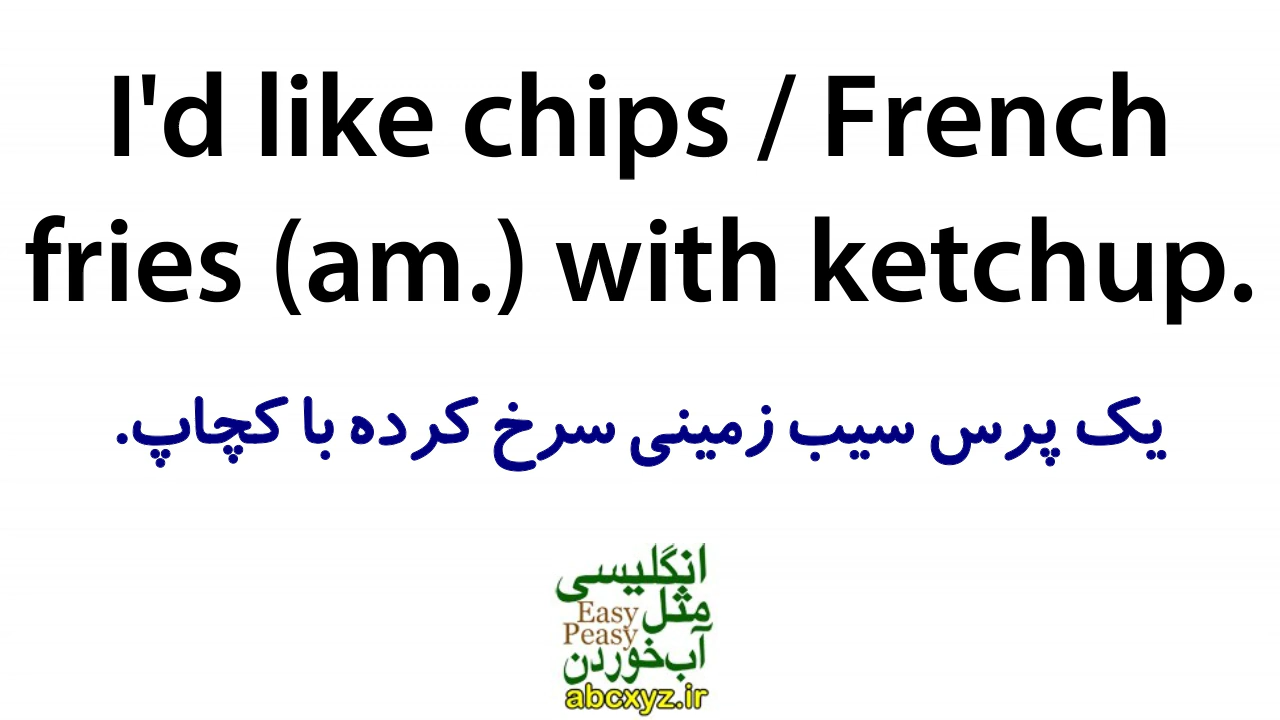 I'd like chips / French
fries (am.) with ketchup.
یک پرس سیب زمینی سرخ کرده با کچاپ.
انگلیسی
مثل
Easy
Peasy
آب‌خوردن
abcxyz.ir